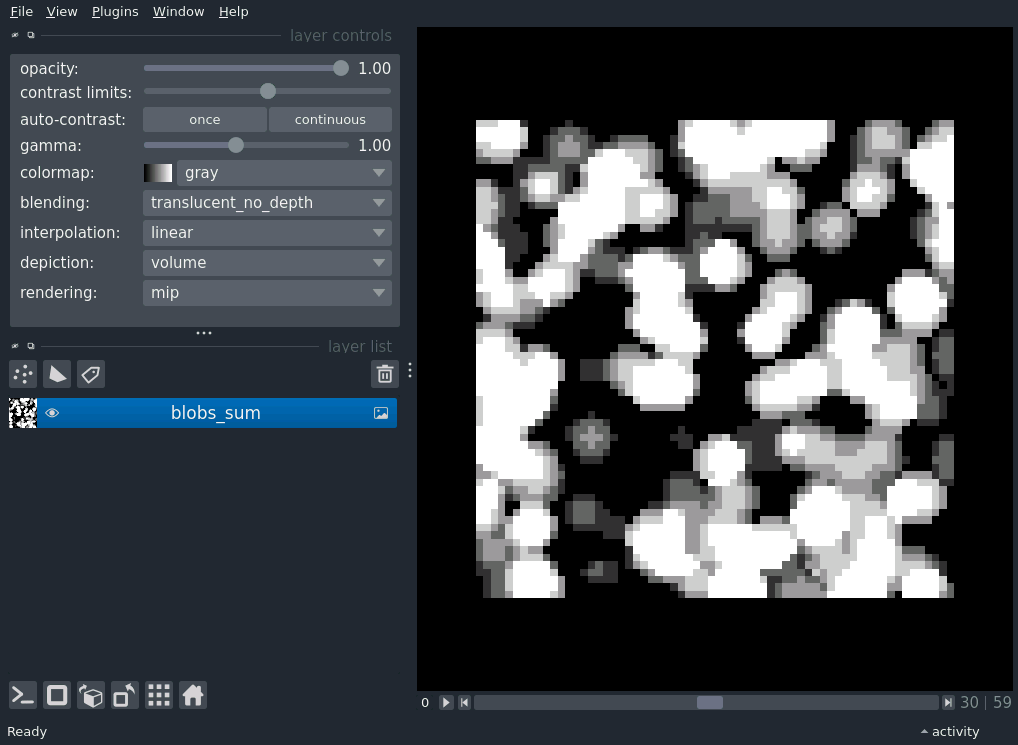 File View Plugins Window Help
layer controls
opacity: 1.00
contrast limits:
auto-contrast: once continuous
gamma: 1.00
colormap: gray
blending: translucent_no_depth
interpolation: linear
depiction: volume
rendering: mip
layer list
blobs_sum
0 30 | 59
Ready activity